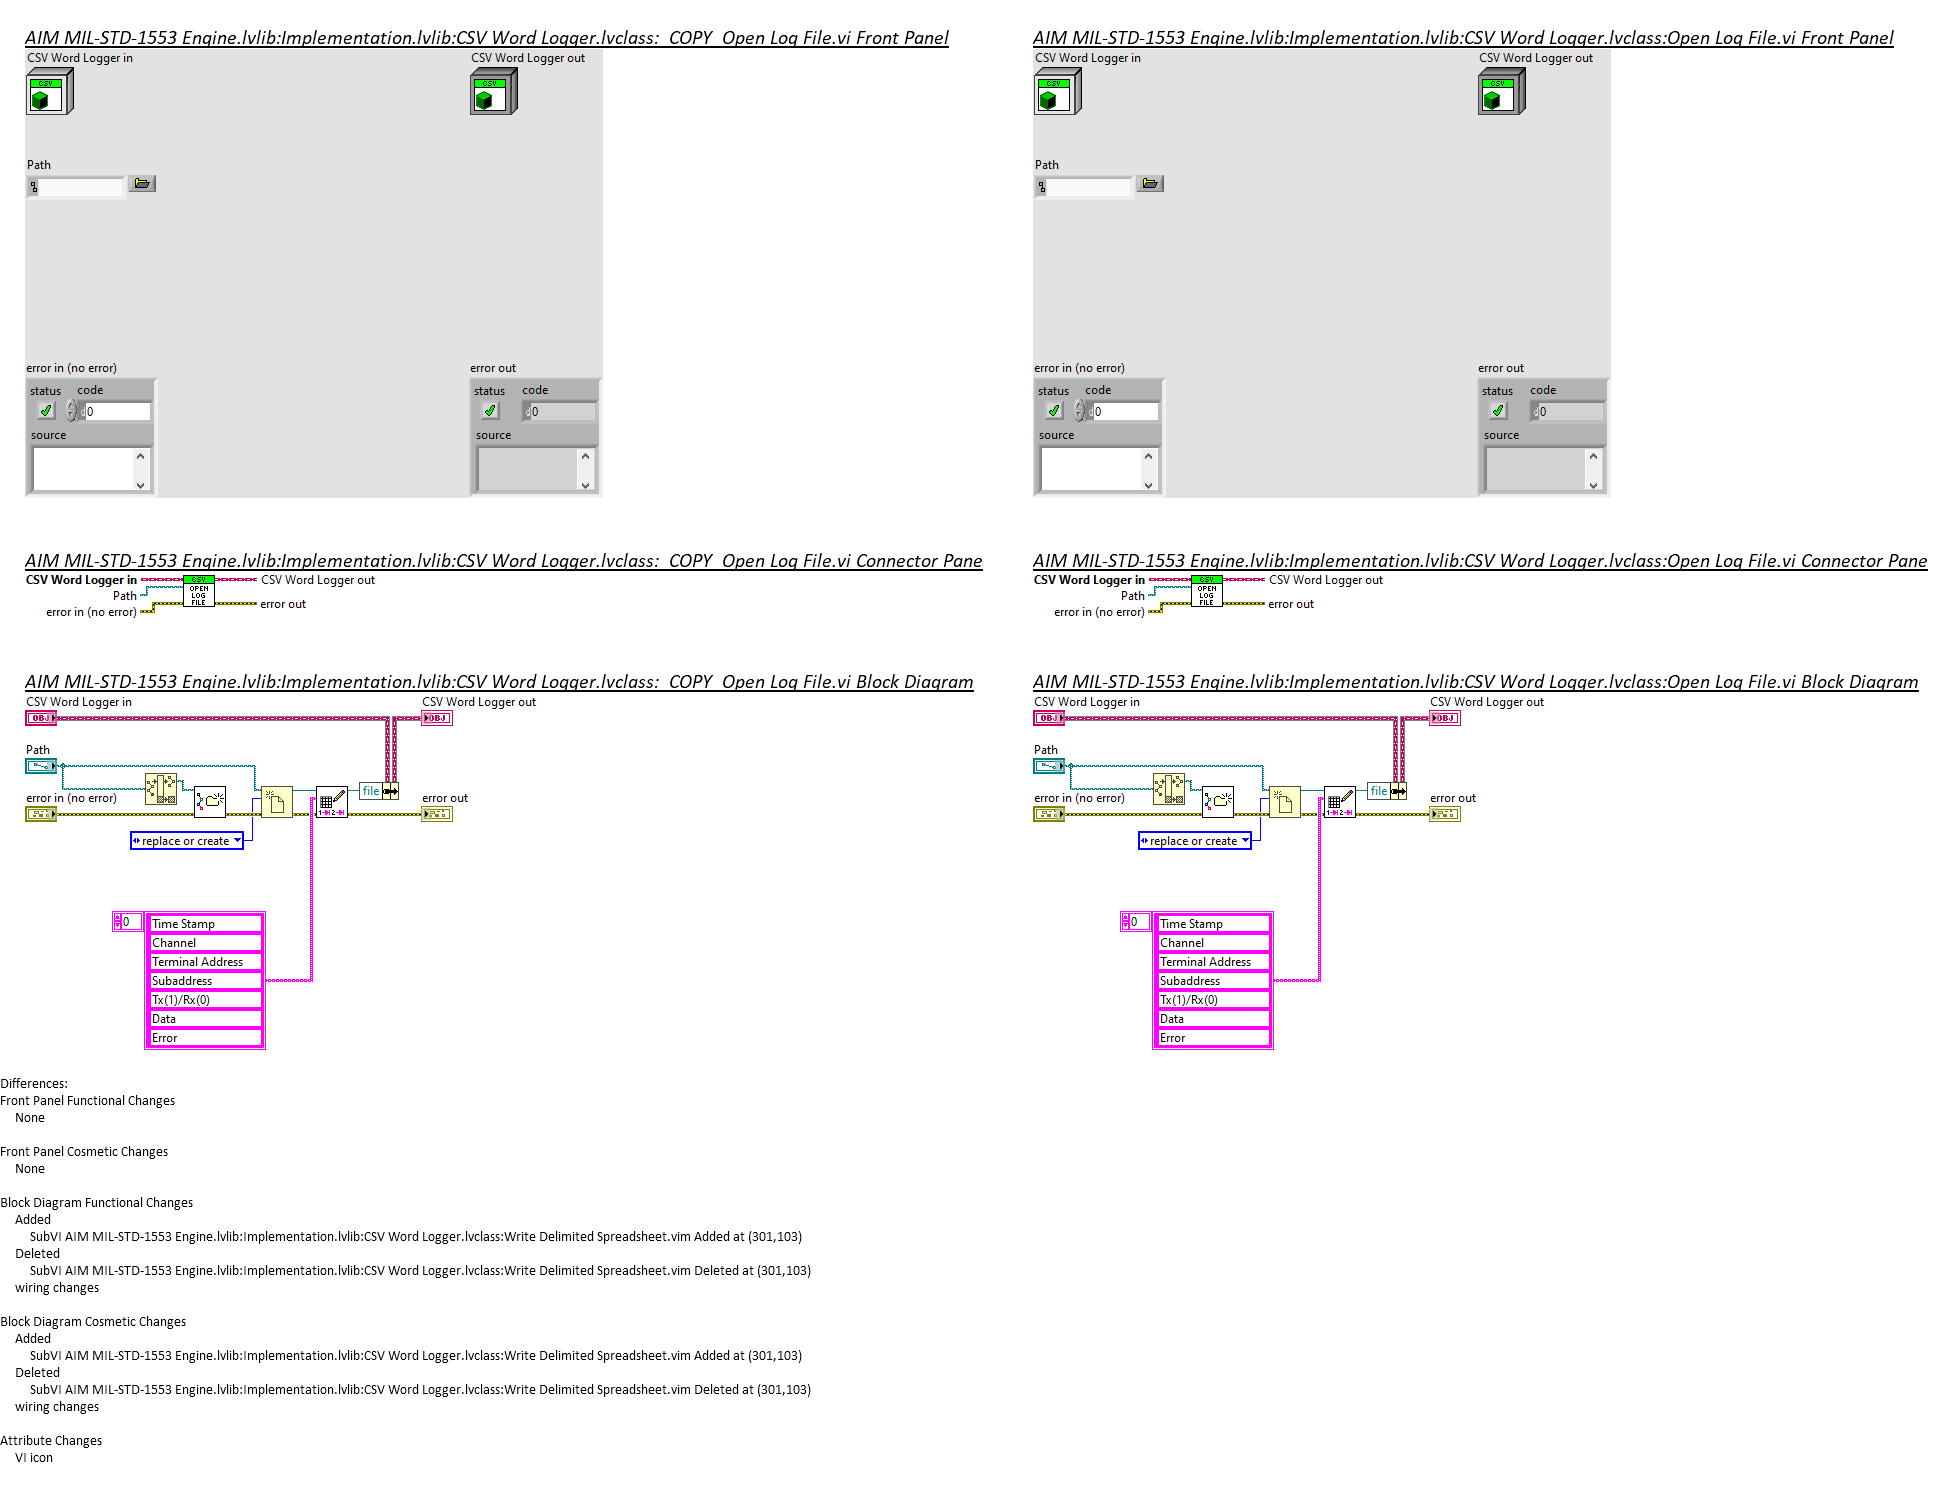 AIM MIL-STD-1553 Engine.lvlib:Implementation.lvlib:CSV Word Logger.lvclass:_COPY_Open Log File.vi Front Panel
CSV Word Logger in
CSV Word Logger out
CSV
CSV
Path
error in (no error)
error out
status
code
0
source
status
code
0
source
AIM MIL-STD-1553 Engine.lvlib:Implementation.lvlib:CSV Word Logger.lvclass:Open Log File.vi Front Panel
CSV Word Logger in
CSV Word Logger out
CSV
CSV
Path
error in (no error)
error out
status
code
0
source
status
code
0
source
AIM MIL-STD-1553 Engine.lvlib:Implementation.lvlib:CSV Word Logger.lvclass:_COPY_Open Log File.vi Connector Pane
CSV Word Logger in
Path
error in (no error)
CSV
OPEN
LOG
FILE
CSV Word Logger out
error out
AIM MIL-STD-1553 Engine.lvlib:Implementation.lvlib:CSV Word Logger.lvclass:Open Log File.vi Connector Pane
CSV Word Logger in
Path
error in (no error)
CSV
OPEN
LOG
FILE
CSV Word Logger out
error out
AIM MIL-STD-1553 Engine.lvlib:Implementation.lvlib:CSV Word Logger.lvclass:_COPY_Open Log File.vi Block Diagram
CSV Word Logger in
CSV Word Logger out
OBJ
OBJ
Path
file
error in (no error)
error out
replace or create
0
Time Stamp
Channel
Terminal Address
Subaddress
Tx(1)/Rx(0)
Data
Error
AIM MIL-STD-1553 Engine.lvlib:Implementation.lvlib:CSV Word Logger.lvclass:Open Log File.vi Block Diagram
CSV Word Logger in
CSV Word Logger out
OBJ
OBJ
Path
file
error in (no error)
error out
replace or create
0
Time Stamp
Channel
Terminal Address
Subaddress
Tx(1)/Rx(0)
Data
Error
Differences:
Front Panel Functional Changes
None
Front Panel Cosmetic Changes
None
Block Diagram Functional Changes
Added
SubVI AIM MIL-STD-1553 Engine.lvlib:Implementation.lvlib:CSV Word Logger.lvclass:Write Delimited Spreadsheet.vim Added at (301,103)
Deleted
SubVI AIM MIL-STD-1553 Engine.lvlib:Implementation.lvlib:CSV Word Logger.lvclass:Write Delimited Spreadsheet.vim Deleted at (301,103)
wiring changes
Block Diagram Cosmetic Changes
Added
SubVI AIM MIL-STD-1553 Engine.lvlib:Implementation.lvlib:CSV Word Logger.lvclass:Write Delimited Spreadsheet.vim Added at (301,103)
Deleted
SubVI AIM MIL-STD-1553 Engine.lvlib:Implementation.lvlib:CSV Word Logger.lvclass:Write Delimited Spreadsheet.vim Deleted at (301,103)
wiring changes
Attribute Changes
VI icon